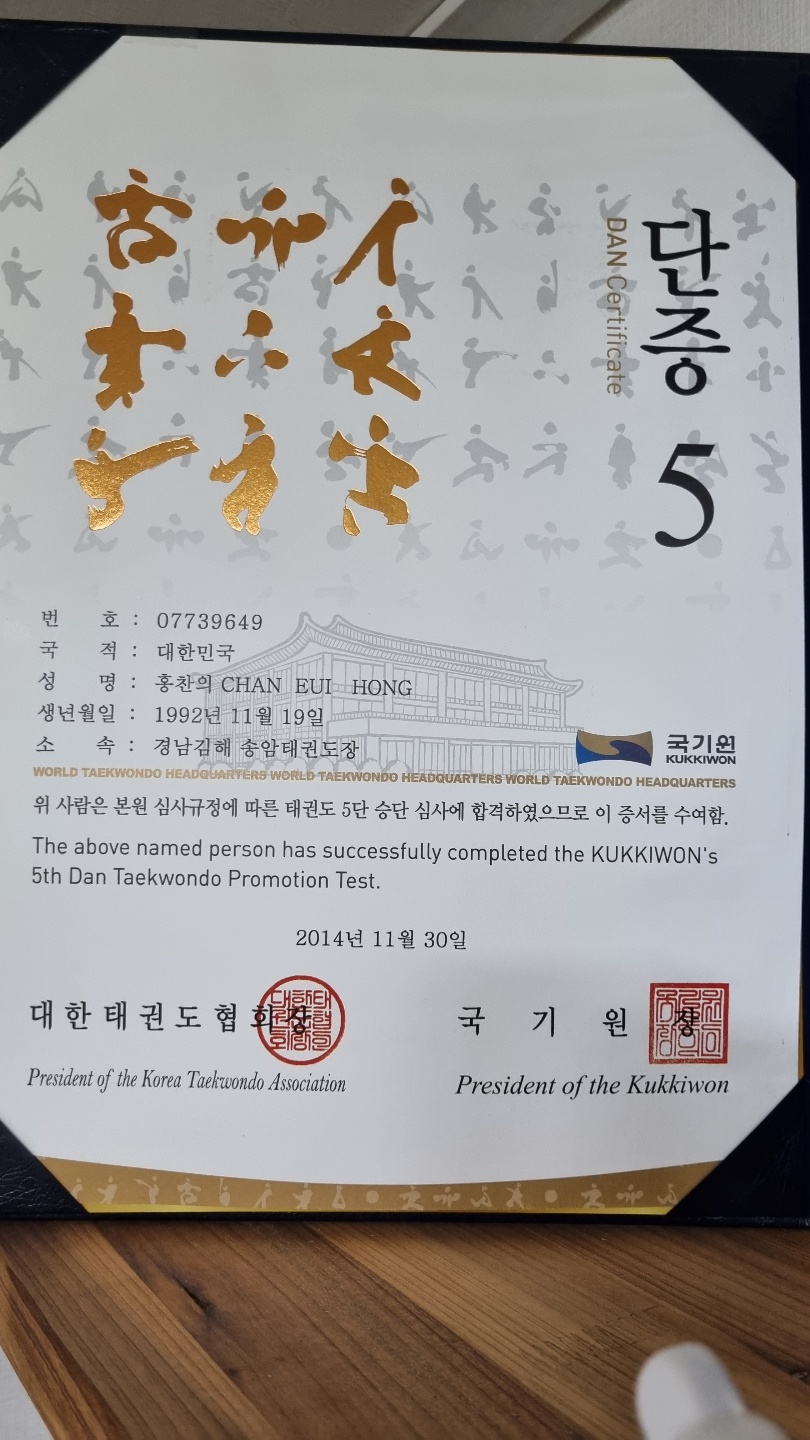 단증
DAN Certificate
5
번 호 : 07739649
국 적 : 대한민국
성 명 : 홍찬의 CHAN EUI HONG
생년월일 : 1992년 11월 19일
소 속 : 경남김해 송암태권도장
국기원
KUKKIWON
WORLD TAEKWONDO HEADQUARTERS WORLD TAEKWONDO HEADQUARTERS WORLD TAEKWONDO HEADQUARTERS
위 사람은 본원 심사규정에 따른 태권도 5단 승단 심사에 합격하였으므로 이 증서를 수여함.
The above named person has successfully completed the KUKKIWON's
5th Dan Taekwondo Promotion Test.
2014년 11월 30일
대한태권도협회장
국 기 원 장
President of the Korea Taekwondo Association
President of the Kukkiwon